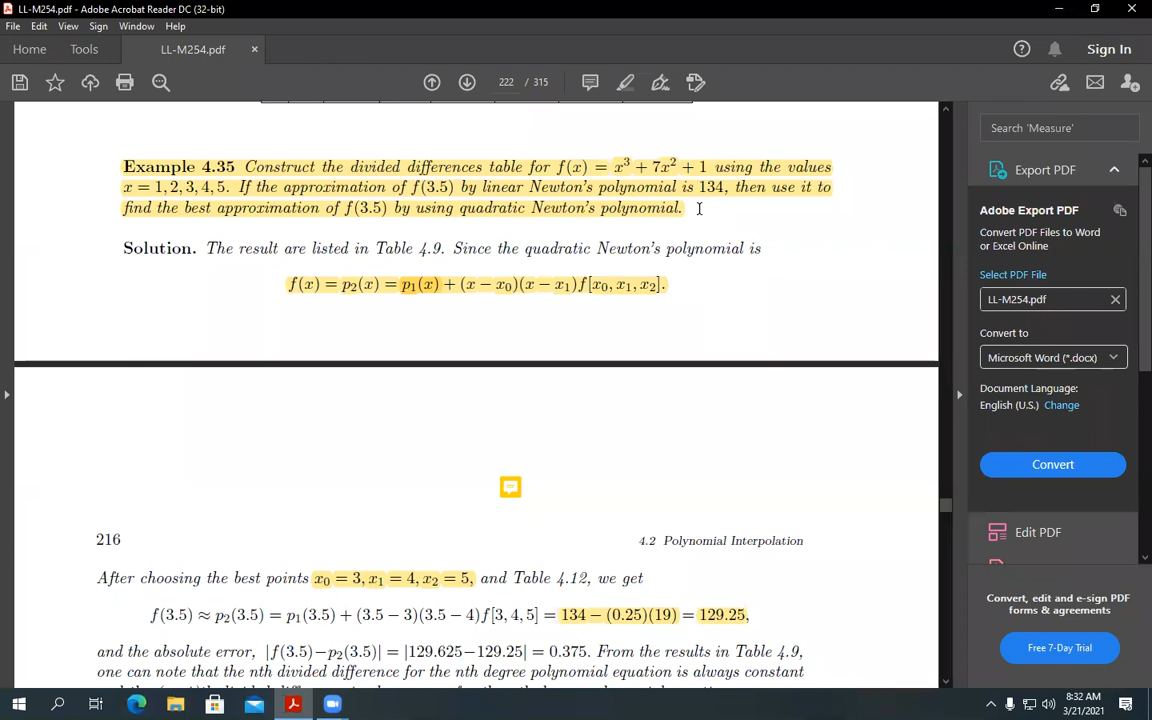 LL-M254.pdf - Adobe Acrobat Reader DC (32-bit)
File Edit View Sign Window Help
Home Tools LL-M254.pdf × Sign In
222 / 315
Search 'Measure'
Example 4.35 Construct the divided differences table for f(x) = x³ + 7x² + 1 using the values
x = 1, 2, 3, 4, 5. If the approximation of f(3.5) by linear Newton's polynomial is 134, then use it to
find the best approximation of f(3.5) by using quadratic Newton's polynomial.
Solution. The result are listed in Table 4.9. Since the quadratic Newton's polynomial is
f(x) = p₂(x) = p₁(x) + (x − x₀)(x − x₁)f[x₀, x₁, x₂].
216 4.2 Polynomial Interpolation
After choosing the best points x₀ = 3, x₁ = 4, x₂ = 5, and Table 4.12, we get
f(3.5) ≈ p₂(3.5) = p₁(3.5) + (3.5 − 3)(3.5 − 4)f[3, 4, 5] = 134 − (0.25)(19) = 129.25,
and the absolute error, |f(3.5)−p₂(3.5)| = |129.625−129.25| = 0.375. From the results in Table 4.9,
one can note that the nth divided difference for the nth degree polynomial equation is always constant
Export PDF
Adobe Export PDF
Convert PDF Files to Word
or Excel Online
Select PDF File
LL-M254.pdf
Convert to
Microsoft Word (*.docx)
Document Language:
English (U.S.) Change
Convert
Edit PDF
Convert, edit and e-sign PDF
forms & agreements
Free 7-Day Trial
8:32 AM
3/21/2021